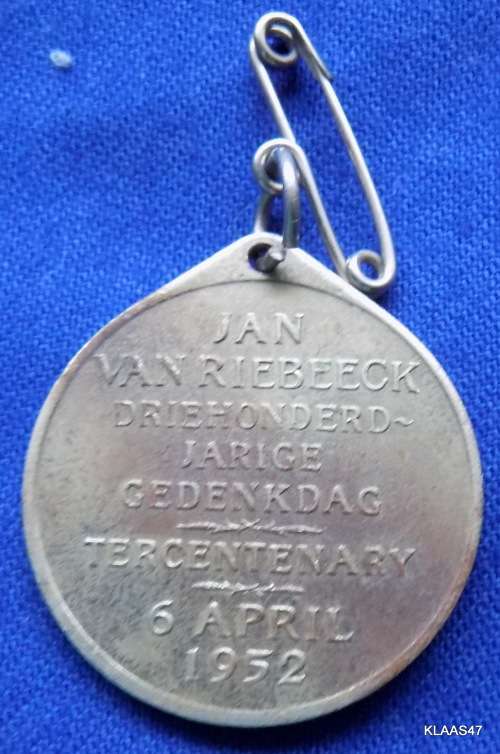 JAN
VAN RIEBEECK
DRIEHONDERD~
JARIGE
GEDENKDAG
TERCENTENARY
6 APRIL
1952
KLAAS47